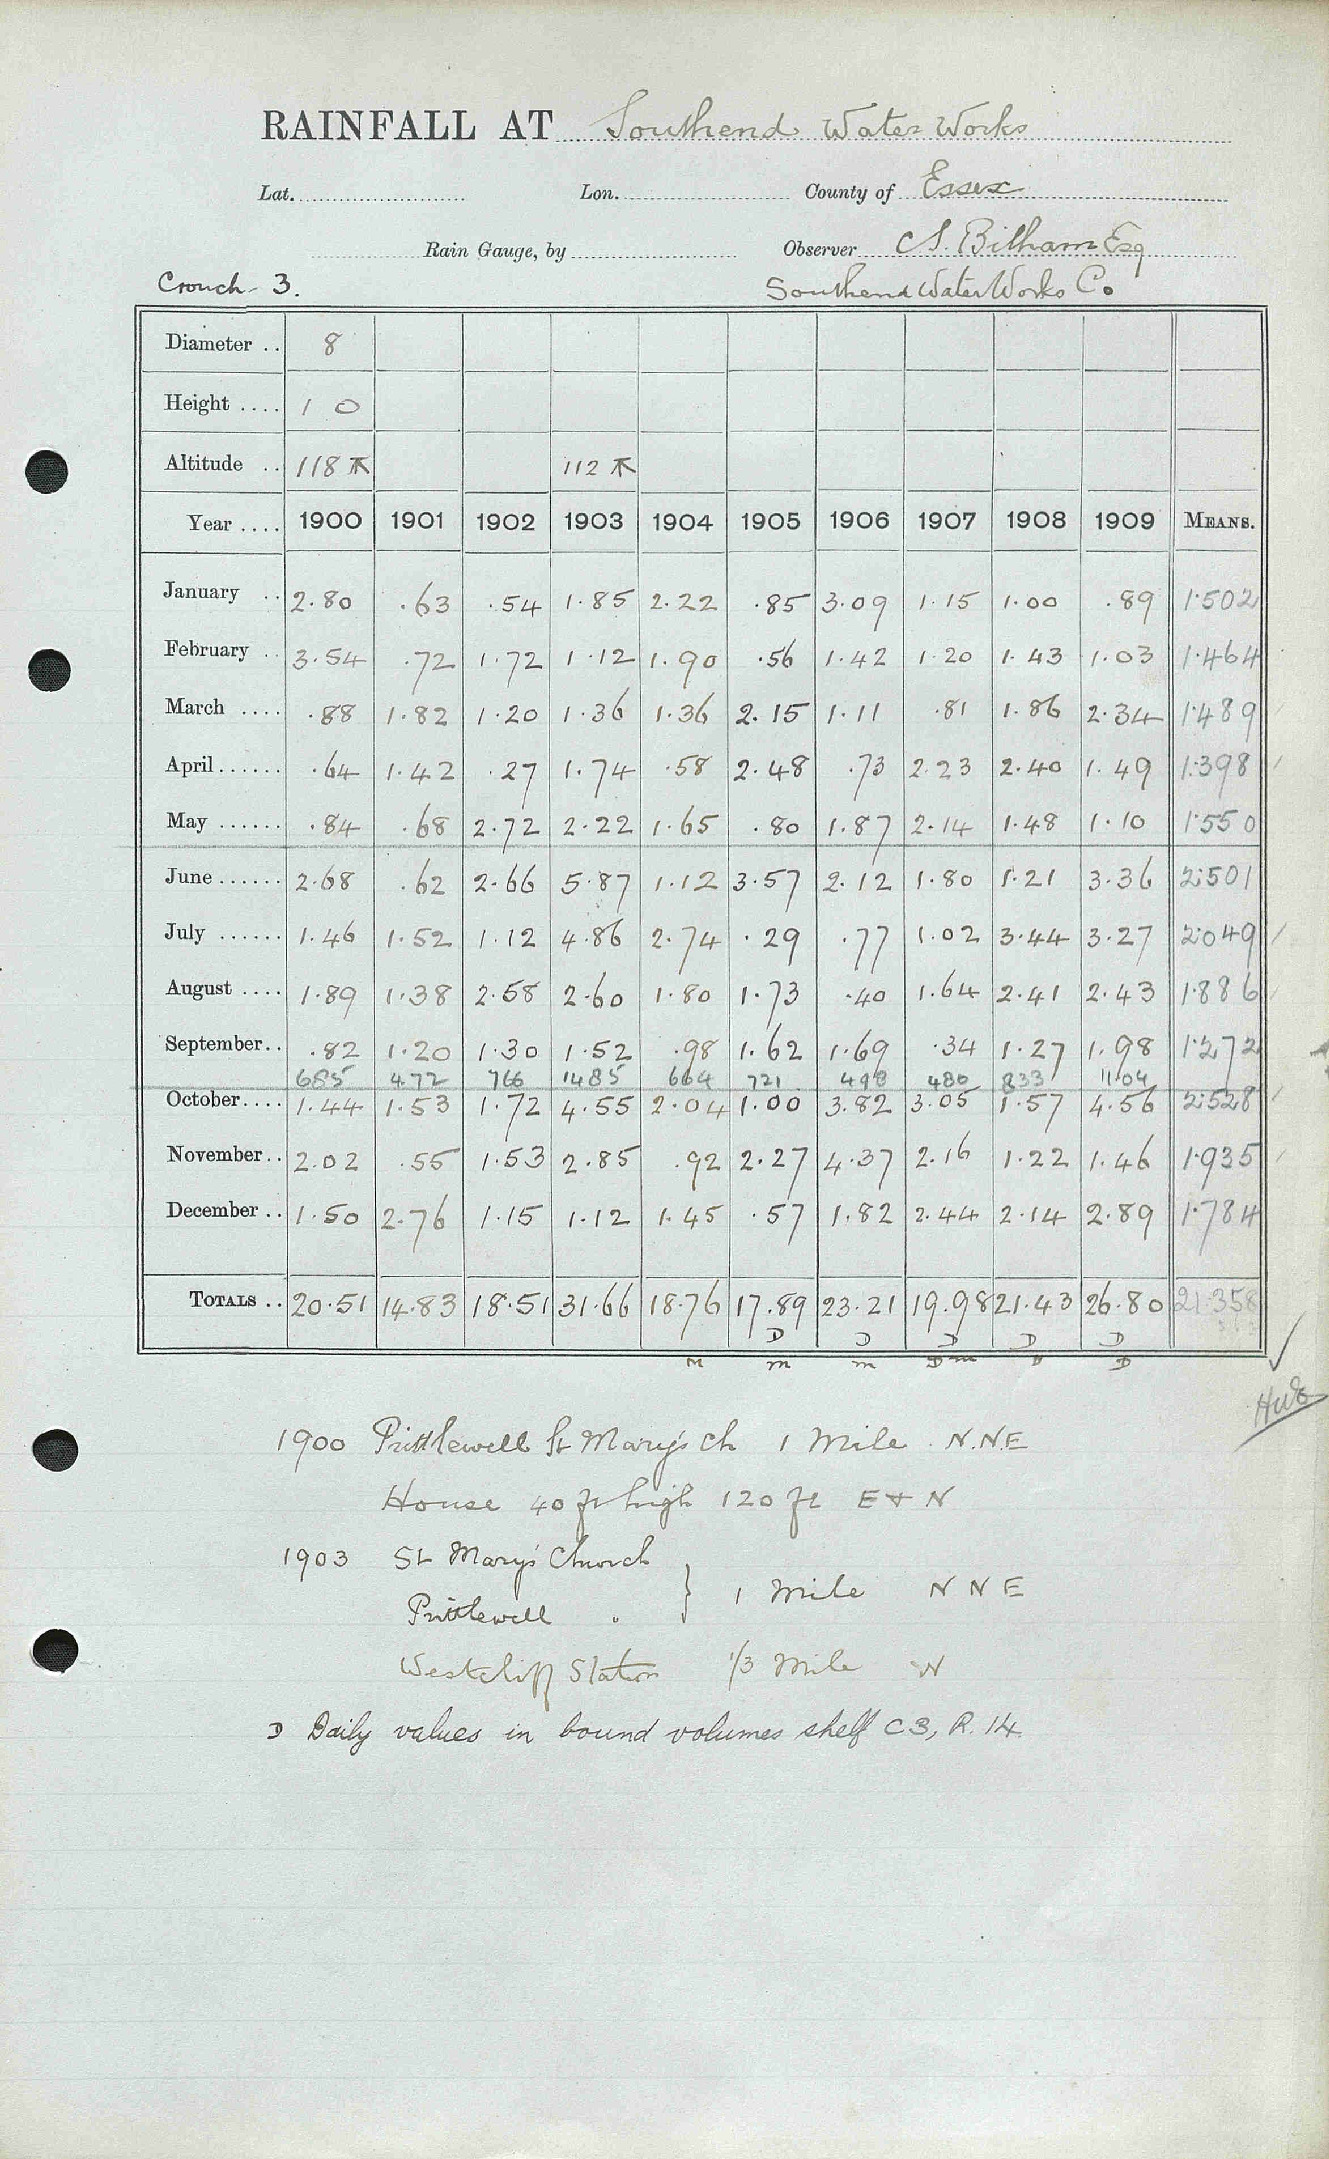 RAINFALL AT Southend Water Works
Lat. Lon. County of Essex
Rain Gauge, by Observer C.S. Bilham Esq
Crouch - 3. Southend Water Works Co.
Diameter .. 8
Height .... 1 0
Altitude .. 118 112
Year .... 1900 1901 1902 1903 1904 1905 1906 1907 1908 1909 MEANS.
January .. 2.80 .63 .54 1.85 2.22 .85 3.09 1.15 1.00 .89 1.502
February .. 3.54 .72 1.72 1.12 1.90 .56 1.42 1.20 1.43 1.03 1.464
March .... .88 1.82 1.20 1.36 1.36 2.15 1.11 .81 1.86 2.34 1.489
April...... .64 1.42 .27 1.74 .58 2.48 .73 2.23 2.40 1.49 1.398
May ...... .84 .68 2.72 2.22 1.65 .80 1.87 2.14 1.48 1.10 1.550
June...... 2.68 .62 2.66 5.87 1.12 3.57 2.12 1.80 1.21 3.36 2.501
July ...... 1.46 1.52 1.12 4.86 2.74 .29 .77 1.02 3.44 3.27 2.049
August .... 1.89 1.38 2.58 2.60 1.80 1.73 .40 1.64 2.41 2.43 1.886
September.. .82 1.20 1.30 1.52 .98 1.62 1.69 .34 1.27 1.98 1.272
685 472 766 1485 664 721 498 480 833 1104
October.... 1.44 1.53 1.72 4.55 2.04 1.00 3.82 3.05 1.57 4.56 2.528
November.. 2.02 .55 1.53 2.85 .92 2.27 4.37 2.16 1.22 1.46 1.935
December .. 1.50 2.76 1.15 1.12 1.45 .57 1.82 2.44 2.14 2.89 1.784
TOTALS .. 20.51 14.83 18.51 31.66 18.76 17.89 23.21 19.98 21.43 26.80 21.358
D D D D D
M m m D m D D
1900 Prittlewell St Mary's Ch 1 Mile N.N.E
House 40 ft high 120 ft E & N
1903 St Mary's Church
Prittlewell " } 1 Mile N N E
Westcliff Station 1/3 Mile N
D Daily values in bound volumes shelf C3, R. 14